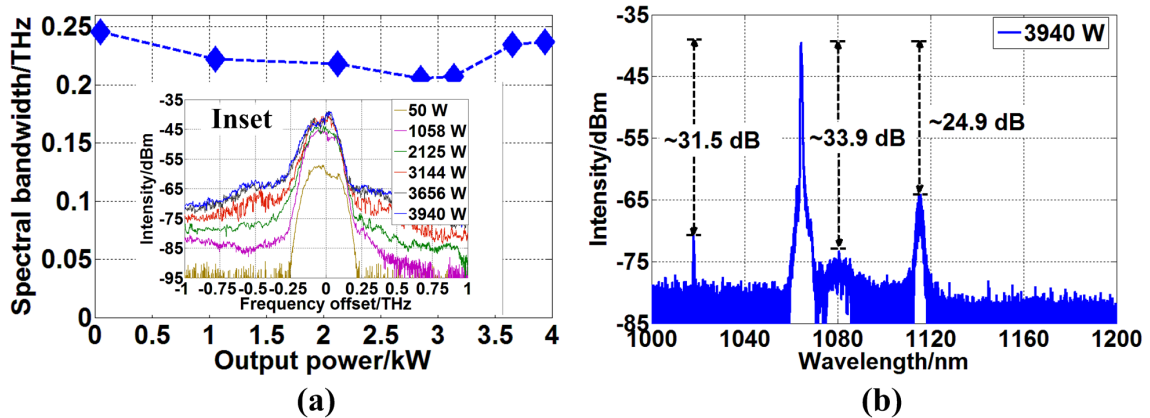 Spectral bandwidth/THz
0.25
0.2
0.15
0.1
0.05
0
0
0.5
1
1.5
2
2.5
3
3.5
4
Output power/kW
Inset
Intensity/dBm
-35
-45
-55
-65
-75
-85
-95
-1
-0.75
-0.5
-0.25
0
0.25
0.5
0.75
1
Frequency offset/THz
50 W
1058 W
2125 W
3144 W
3656 W
3940 W
(a)
Intensity/dBm
-35
-45
-55
-65
-75
-85
1000
1040
1080
1120
1160
1200
Wavelength/nm
3940 W
~31.5 dB
~33.9 dB
~24.9 dB
(b)